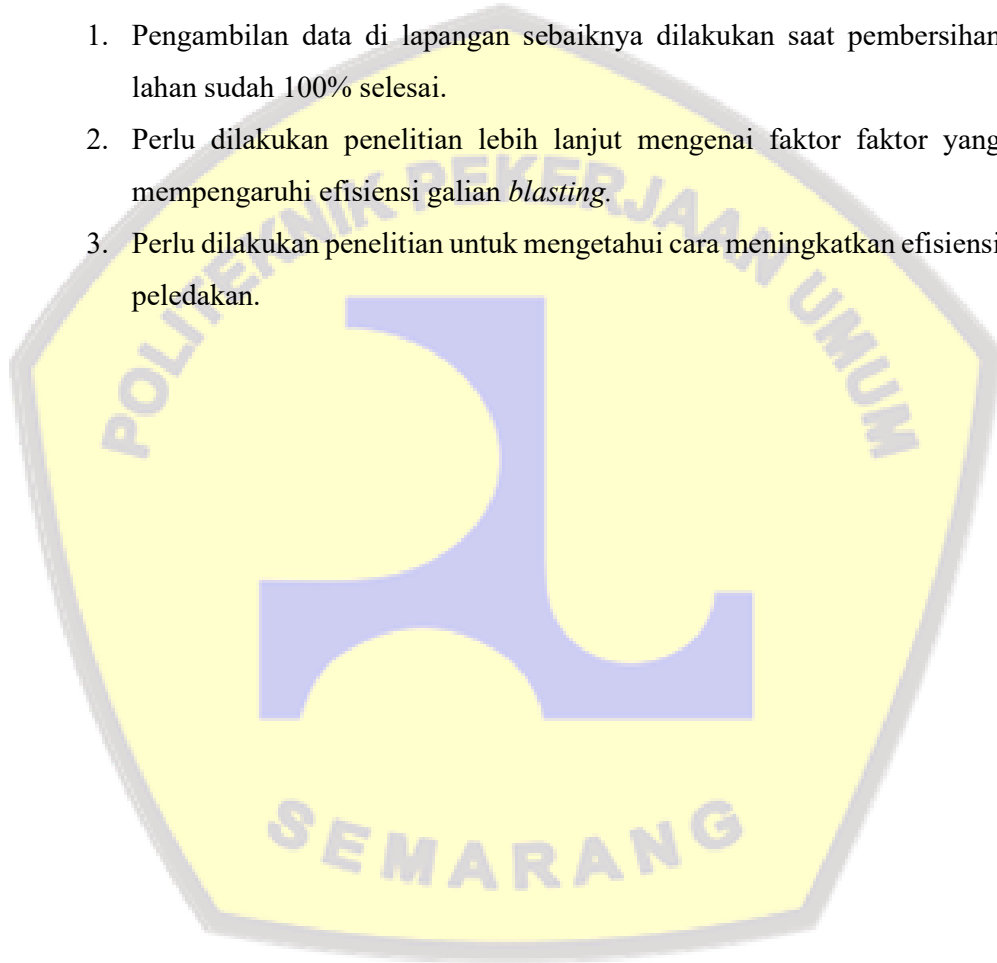 1. Pengambilan data di lapangan sebaiknya dilakukan saat pembersihan
lahan sudah 100% selesai.
2. Perlu dilakukan penelitian lebih lanjut mengenai faktor faktor yang
mempengaruhi efisiensi galian blasting.
3. Perlu dilakukan penelitian untuk mengetahui cara meningkatkan efisiensi
peledakan.
POLITEKNIK PEKERJAAN UMUM
SEMARANG